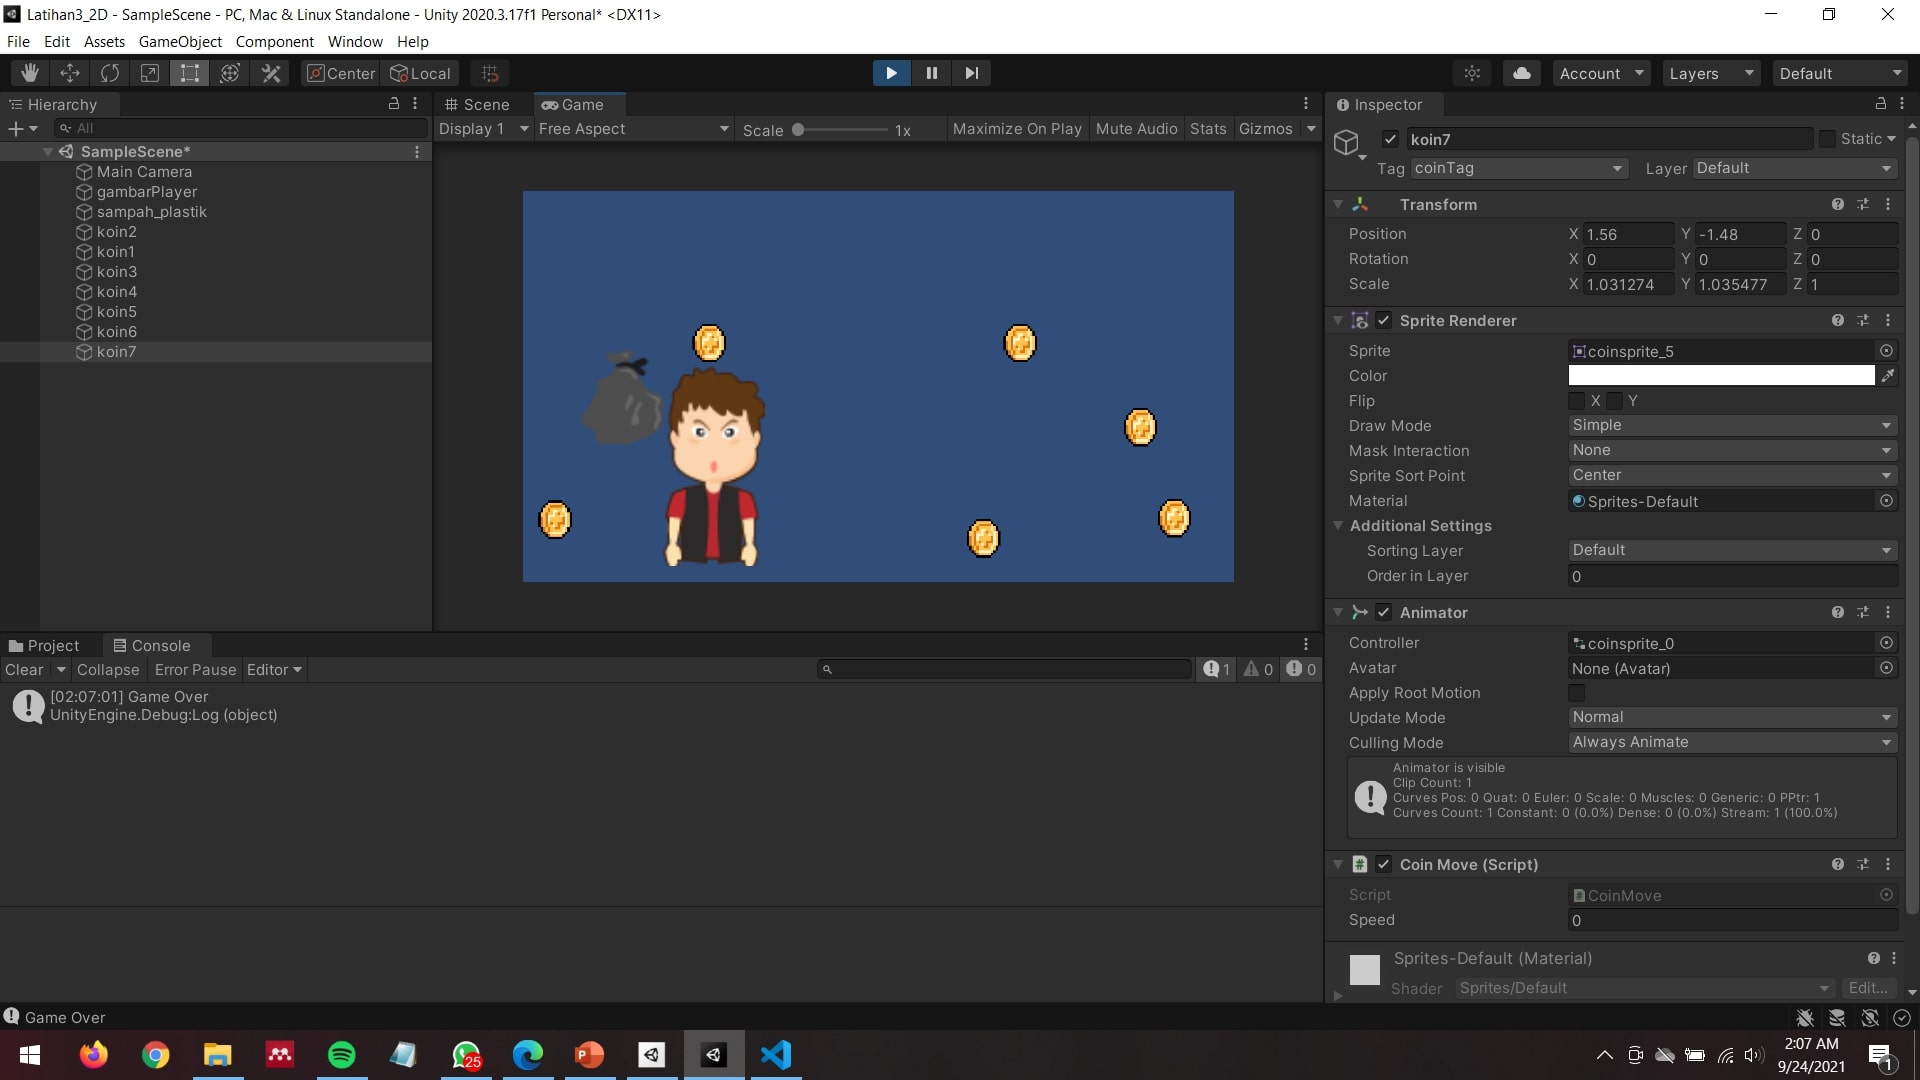 Latihan3_2D - SampleScene - PC, Mac & Linux Standalone - Unity 2020.3.17f1 Personal* <DX11>
File Edit Assets GameObject Component Window Help
Center Local Account Layers Default
Hierarchy
All
SampleScene*
Main Camera
gambarPlayer
sampah_plastik
koin2
koin1
koin3
koin4
koin5
koin6
koin7
Scene Game
Display 1 Free Aspect Scale 1x Maximize On Play Mute Audio Stats Gizmos
Project Console
Clear Collapse Error Pause Editor 1 0 0
[02:07:01] Game Over
UnityEngine.Debug:Log (object)
Inspector
koin7 Static
Tag coinTag Layer Default
Transform
Position X 1.56 Y -1.48 Z 0
Rotation X 0 Y 0 Z 0
Scale X 1.031274 Y 1.035477 Z 1
Sprite Renderer
Sprite coinsprite_5
Color
Flip X Y
Draw Mode Simple
Mask Interaction None
Sprite Sort Point Center
Material Sprites-Default
Additional Settings
Sorting Layer Default
Order in Layer 0
Animator
Controller coinsprite_0
Avatar None (Avatar)
Apply Root Motion
Update Mode Normal
Culling Mode Always Animate
Animator is visible
Clip Count: 1
Curves Pos: 0 Quat: 0 Euler: 0 Scale: 0 Muscles: 0 Generic: 0 PPtr: 1
Curves Count: 1 Constant: 0 (0.0%) Dense: 0 (0.0%) Stream: 1 (100.0%)
Coin Move (Script)
Script CoinMove
Speed 0
Sprites-Default (Material)
Shader Sprites/Default Edit...
Game Over
25
2:07 AM
9/24/2021
1